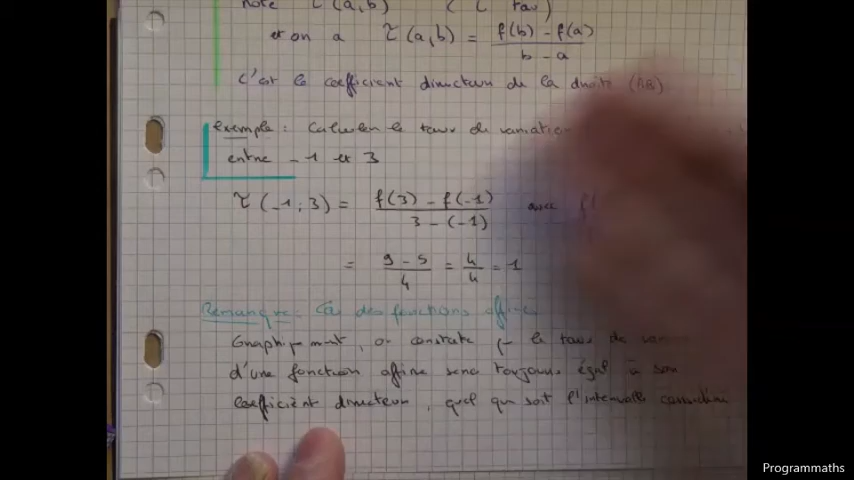 note τ(a,b) ( τ tau)
et on a τ(a,b) = f(b) - f(a) / b - a
C'est le coefficient directeur de la droite (AB).
exemple : Calculer le taux de variation
entre -1 et 3
τ(-1;3) = f(3) - f(-1) / 3 - (-1) avec f
= 9 - 5 / 4 = 4/4 = 1
Remarque : Cas des fonctions affines
Graphiquement, on constate que le taux de
d'une fonction affine sera toujours égal à son
coefficient directeur, quel que soit l'intervalle
Programmaths